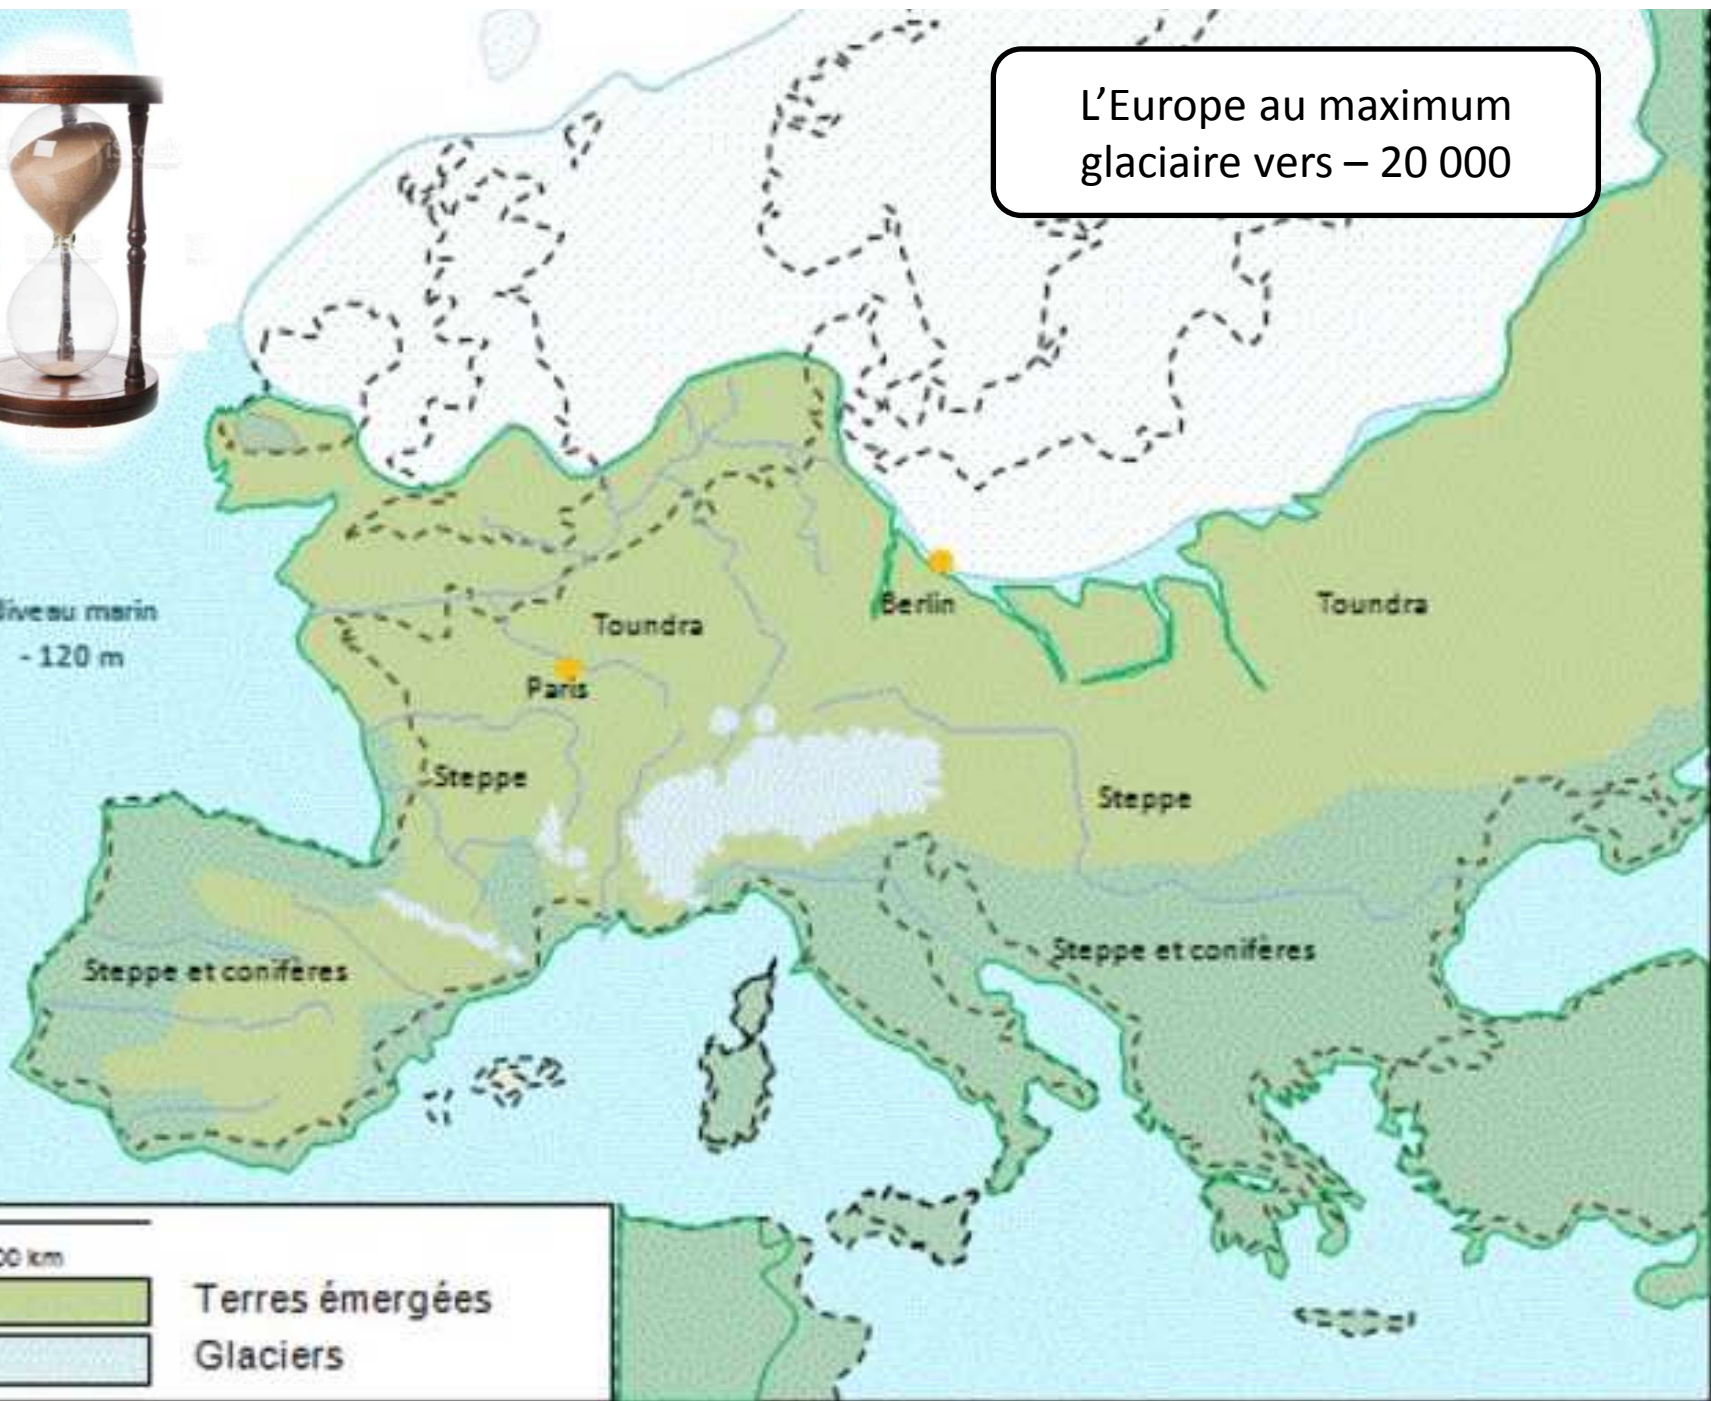 L’Europe au maximum
glaciaire vers – 20 000
iveau marin
- 120 m
Toundra
Paris
Berlin
Toundra
Steppe
Steppe
Steppe et conifères
Steppe et conifères
00 km
Terres émergées
Glaciers